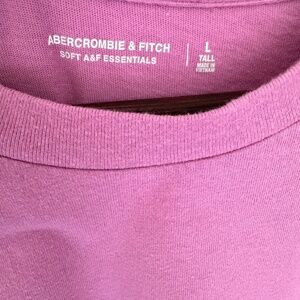 ABERCROMBIE & FITCH
SOFT A&F ESSENTIALS
L
TALL
MADE IN
VIETNAM